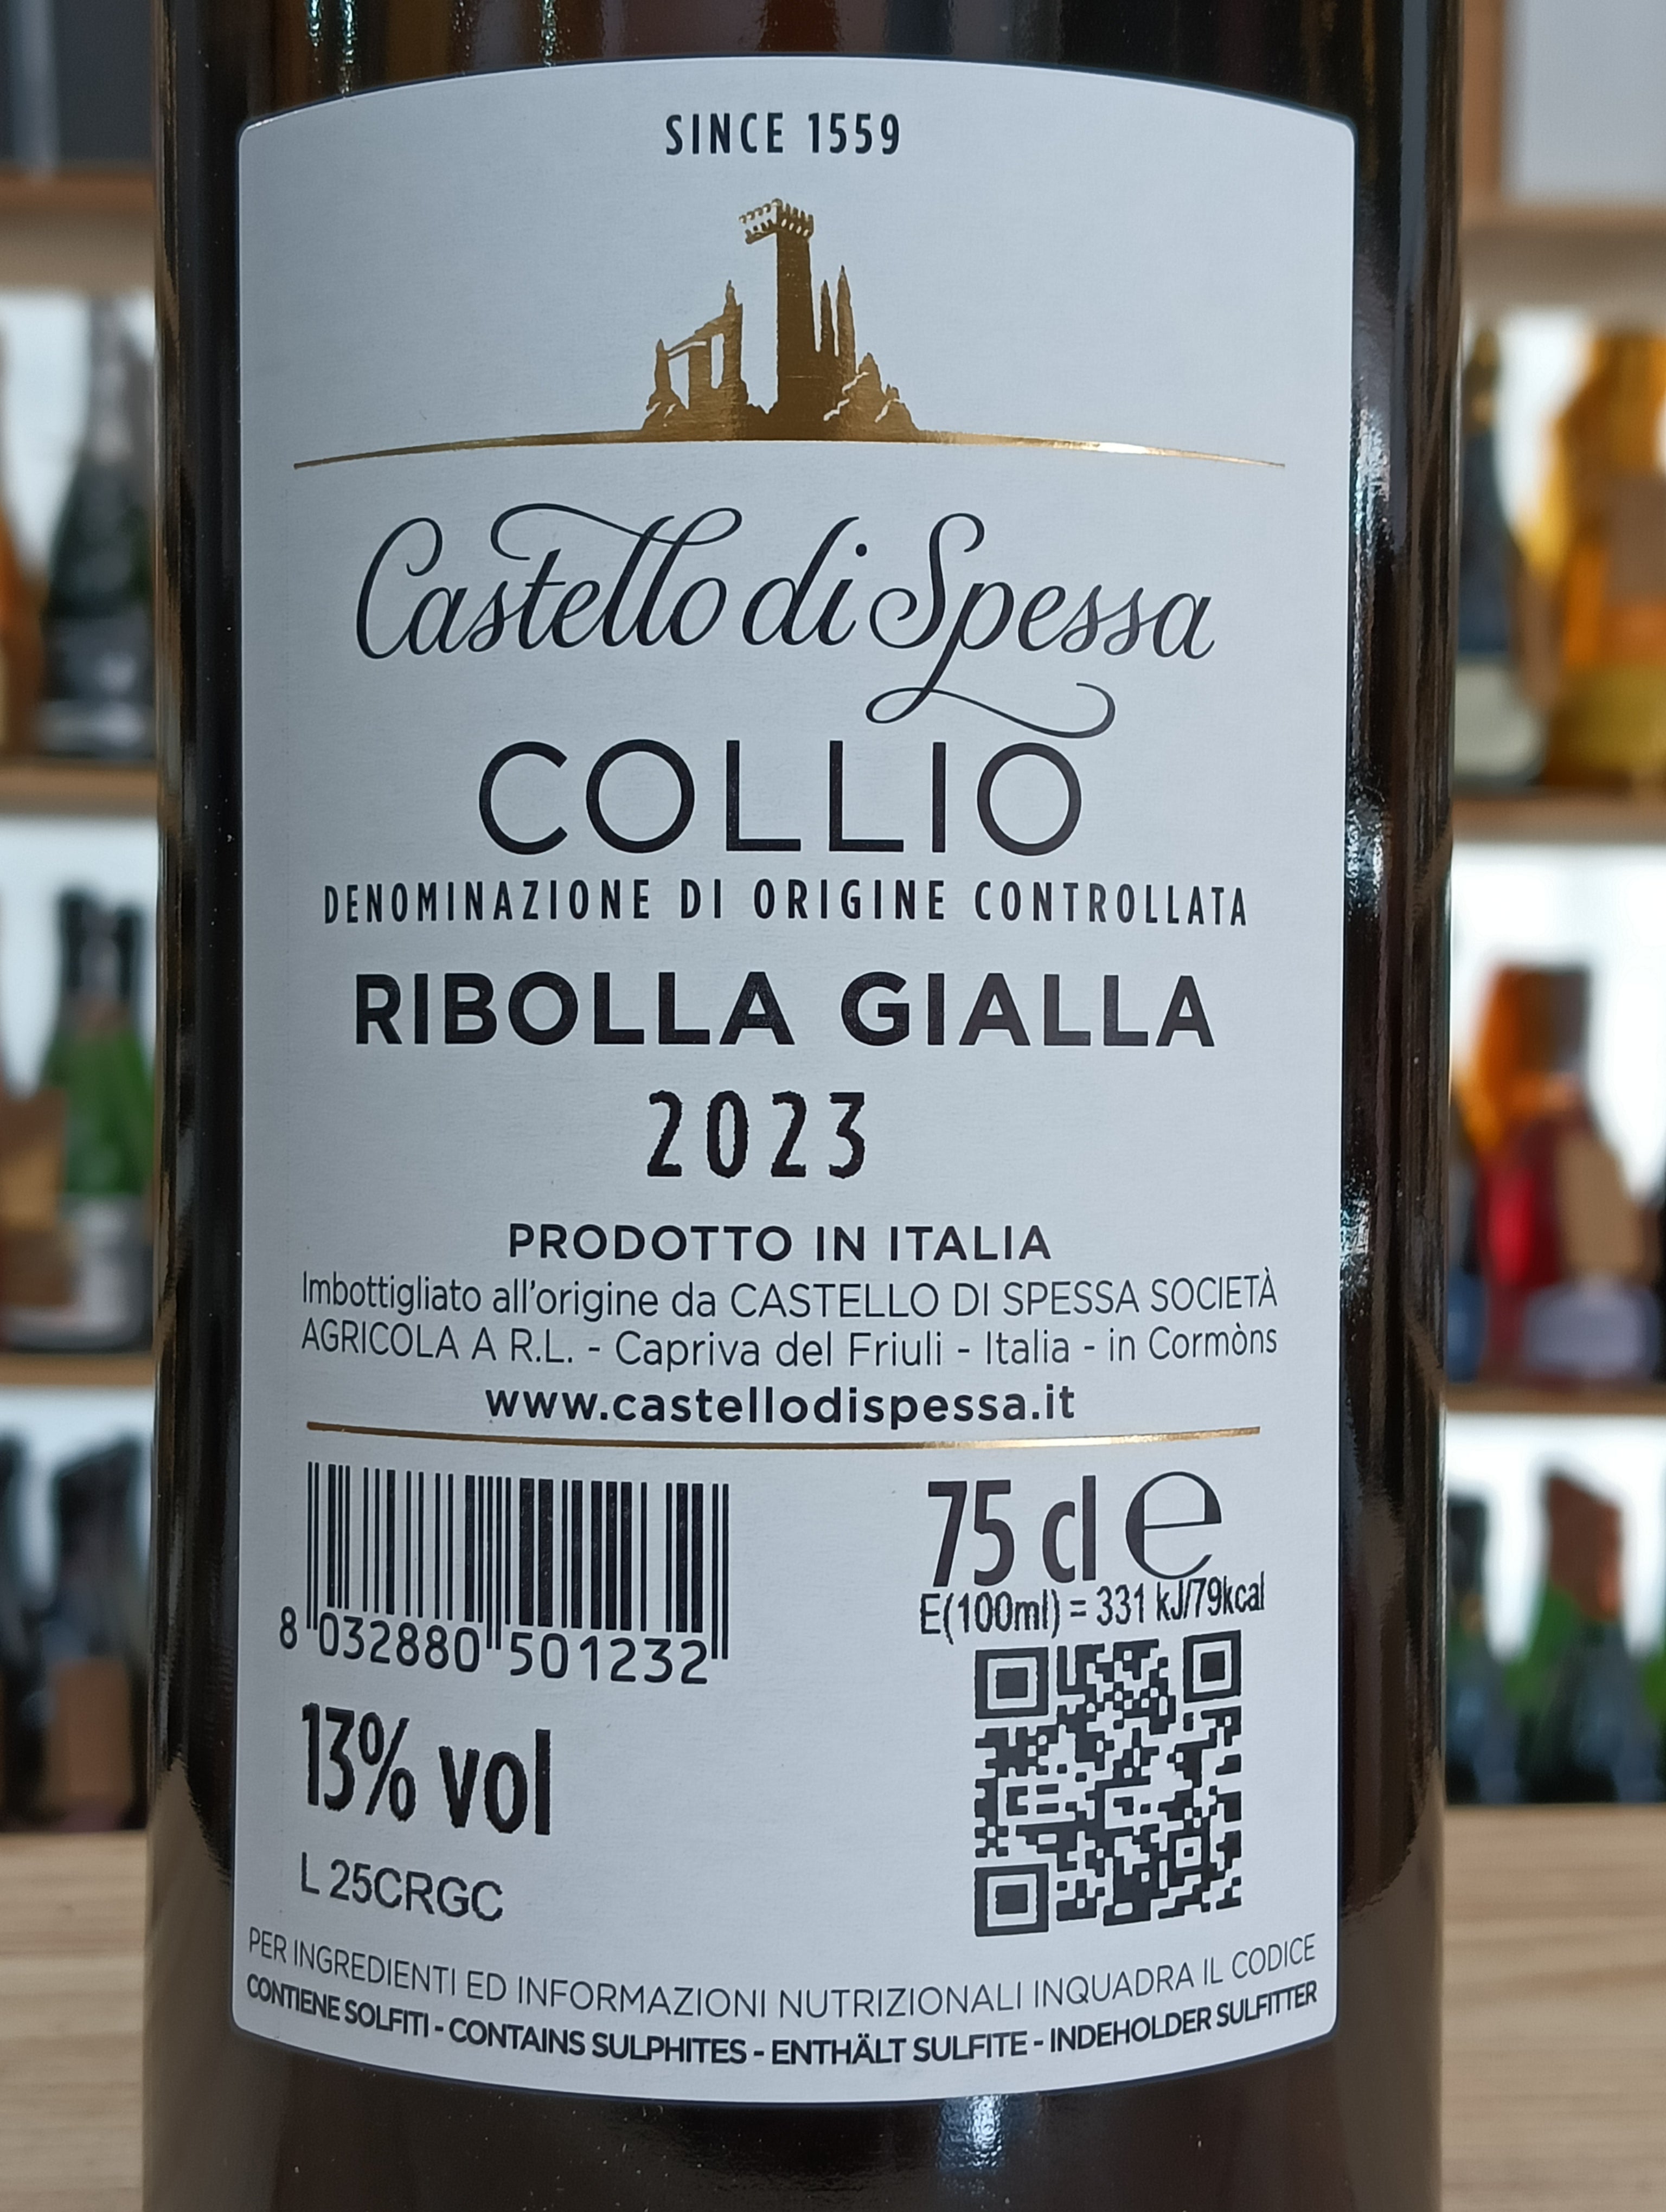 SINCE 1559
Castello di Spessa
COLLIO
DENOMINAZIONE DI ORIGINE CONTROLLATA
RIBOLLA GIALLA
2023
PRODOTTO IN ITALIA
Imbottigliato all'origine da CASTELLO DI SPESSA SOCIETÀ
AGRICOLA A R.L. - Capriva del Friuli - Italia - in Cormòns
www.castellodispessa.it
75 cl e
E(100ml) = 331 kJ/79kcal
8 032880 501232
13% vol
L 25CRGC
PER INGREDIENTI ED INFORMAZIONI NUTRIZIONALI INQUADRA IL CODICE
CONTIENE SOLFITI - CONTAINS SULPHITES - ENTHÄLT SULFITE - INDEHOLDER SULFITTER